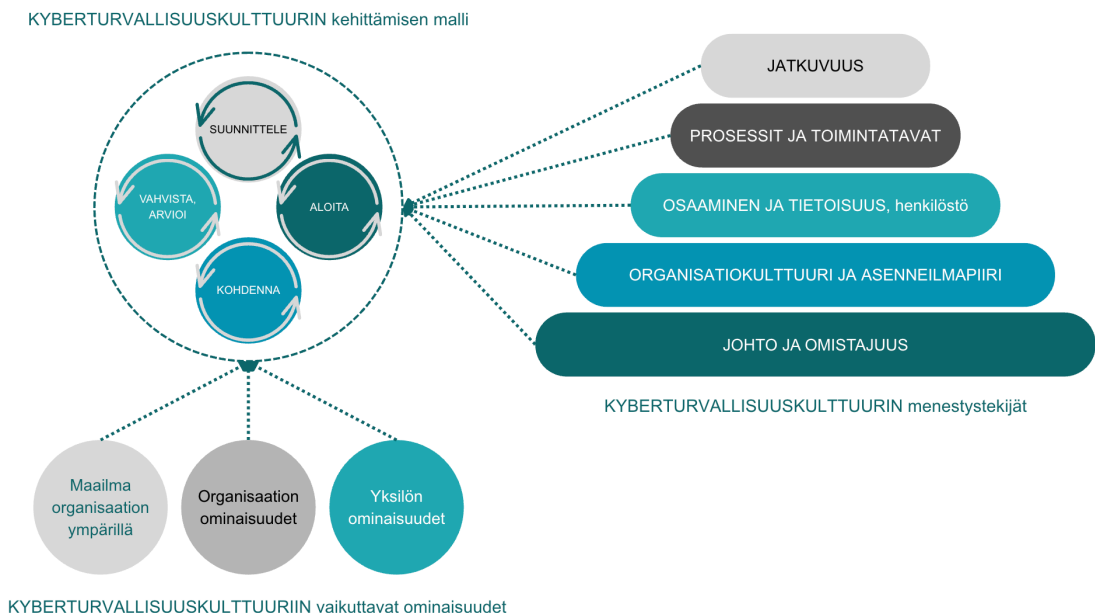 KYBERTURVALLISUUSKULTTUURIN kehittämisen malli
SUUNNITTELE
VAHVISTA,
ARVIOI
ALOITA
KOHDENNA
JATKUVUUS
PROSESSIT JA TOIMINTATAVAT
OSAAMINEN JA TIETOISUUS, henkilöstö
ORGANISATIOKULTTUURI JA ASENNEILMAPIIRI
JOHTO JA OMISTAJUUS
KYBERTURVALLISUUSKULTTUURIN menestystekijät
Maailma
organisaation
ympärillä
Organisaation
ominaisuudet
Yksilön
ominaisuudet
KYBERTURVALLISUUSKULTTUURIIN vaikuttavat ominaisuudet